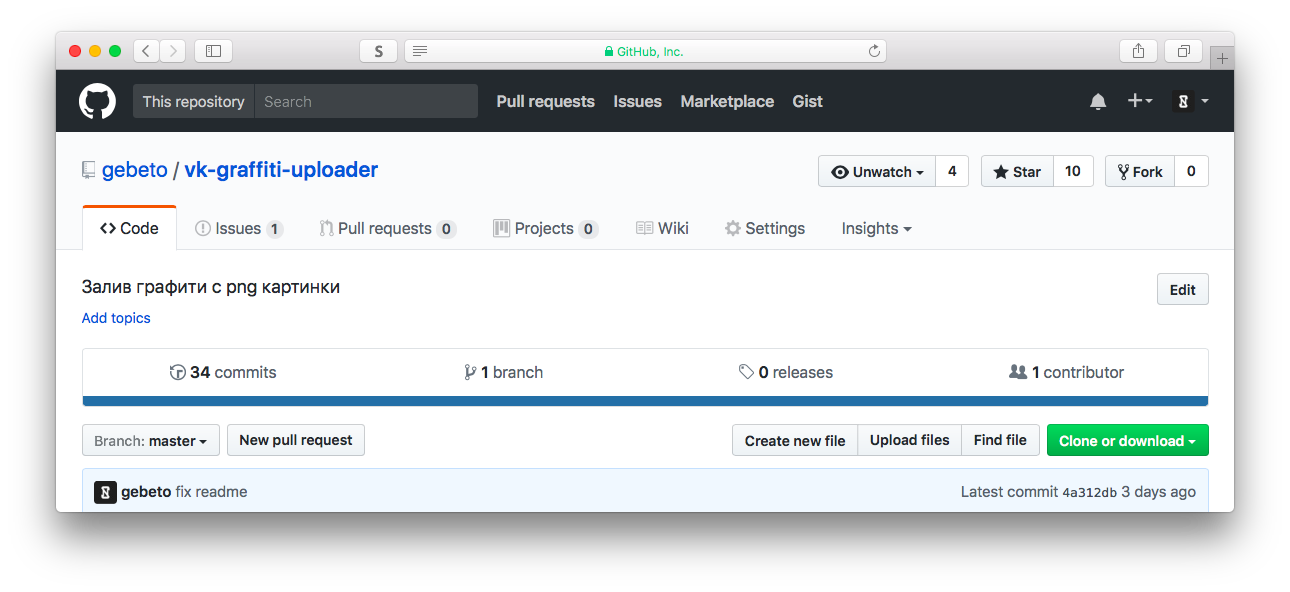 S GitHub, Inc.
This repository Search Pull requests Issues Marketplace Gist
gebeto / vk-graffiti-uploader Unwatch 4 Star 10 Fork 0
Code Issues 1 Pull requests 0 Projects 0 Wiki Settings Insights
Залив графити с png картинки Edit
Add topics
34 commits 1 branch 0 releases 1 contributor
Branch: master New pull request Create new file Upload files Find file Clone or download
gebeto fix readme Latest commit 4a312db 3 days ago